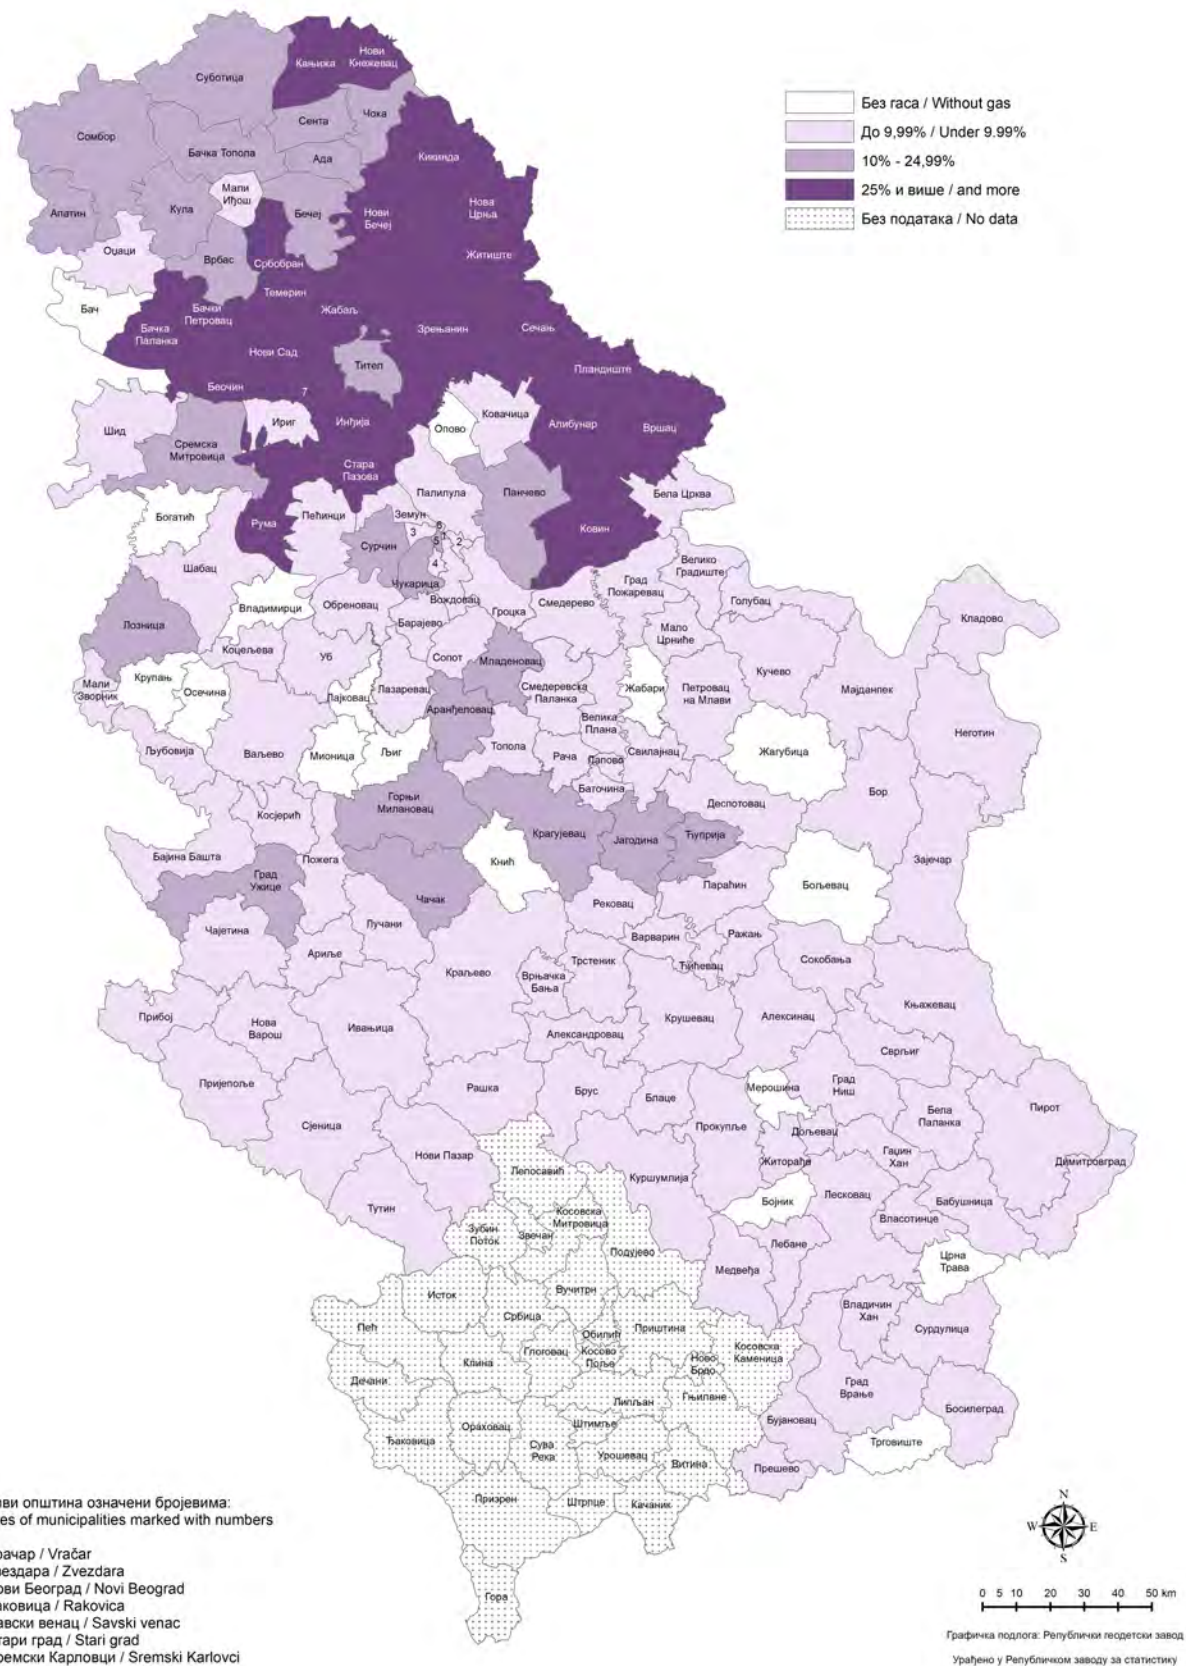 Без гаса / Without gas
До 9,99% / Under 9.99%
10% - 24,99%
25% и више / and more
Без података / No data
Суботица
Кањижа
Нови
Кнежевац
Сомбор
Сента
Чока
Бачка Топола
Ада
Кикинда
Апатин
Кула
Мали
Иђош
Бечеј
Нови
Бечеј
Нова
Црња
Оџаци
Врбас
Србобран
Житиште
Бач
Темерин
Бачки
Петровац
Жабаљ
Бачка
Паланка
Зрењанин
Сечањ
Нови Сад
Тител
Пландиште
Беочин
7
Шид
Ириг
Инђија
Опово
Ковачица
Алибунар
Вршац
Сремска
Митровица
Стара
Пазова
Палилула
Панчево
Бела Црква
Богатић
Рума
Пећинци
Земун
6
3
1
5
2
4
Сурчин
Ковин
Шабац
Чукарица
Велико
Градиште
Владимирци
Обреновац
Вождовац
Гроцка
Смедерево
Град
Пожаревац
Голубац
Кладово
Лозница
Барајево
Мало
Црниће
Коцељева
Уб
Сопот
Младеновац
Кучево
Мали
Зворник
Крупањ
Осечина
Лајковац
Лазаревац
Смедеревска
Паланка
Жабари
Петровац
на Млави
Мајданпек
Аранђеловац
Велика
Плана
Неготин
Љубовија
Ваљево
Мионица
Љиг
Топола
Рача
Лапово
Свилајнац
Жагубица
Баточина
Бор
Косјерић
Горњи
Милановац
Деспотовац
Крагујевац
Јагодина
Ћуприја
Бајина Башта
Пожега
Кнић
Зајечар
Град
Ужице
Чачак
Параћин
Бољевац
Рековац
Чајетина
Лучани
Варварин
Ражањ
Ариље
Краљево
Врњачка
Бања
Трстеник
Ћићевац
Сокобања
Књажевац
Прибој
Нова
Варош
Ивањица
Крушевац
Алексинац
Александровац
Сврљиг
Пријепоље
Рашка
Брус
Блаце
Мерошина
Град
Ниш
Бела
Паланка
Пирот
Сјеница
Прокупље
Дољевац
Нови Пазар
Гаџин
Хан
Димитровград
Лепосавић
Куршумлија
Житорађа
Тутин
Бојник
Лесковац
Бабушница
Косовска
Митровица
Власотинце
Зубин
Поток
Звечан
Подујево
Лебане
Медвеђа
Црна
Трава
Исток
Вучитрн
Србица
Владичин
Хан
Пећ
Обилић
Приштина
Сурдулица
Клина
Глоговац
Косово
Поље
Косовска
Каменица
Ново
Брдо
Дечани
Град
Врање
Липљан
Гњилане
Босилеград
Ораховац
Штимље
Бујановац
Ђаковица
Сува
Река
Урошевац
Витина
Трговиште
Прешево
Призрен
Штрпце
Качаник
Гора
ви општина означени бројевима:
es of municipalities marked with numbers
рачар / Vračar
вездара / Zvezdara
ови Београд / Novi Beograd
аковица / Rakovica
авски венац / Savski venac
тари град / Stari grad
ремски Карловци / Sremski Karlovci
N
W E
S
0 5 10 20 30 40 50 km
Графичка подлога: Републички геодетски завод
Урађено у Републичком заводу за статистику